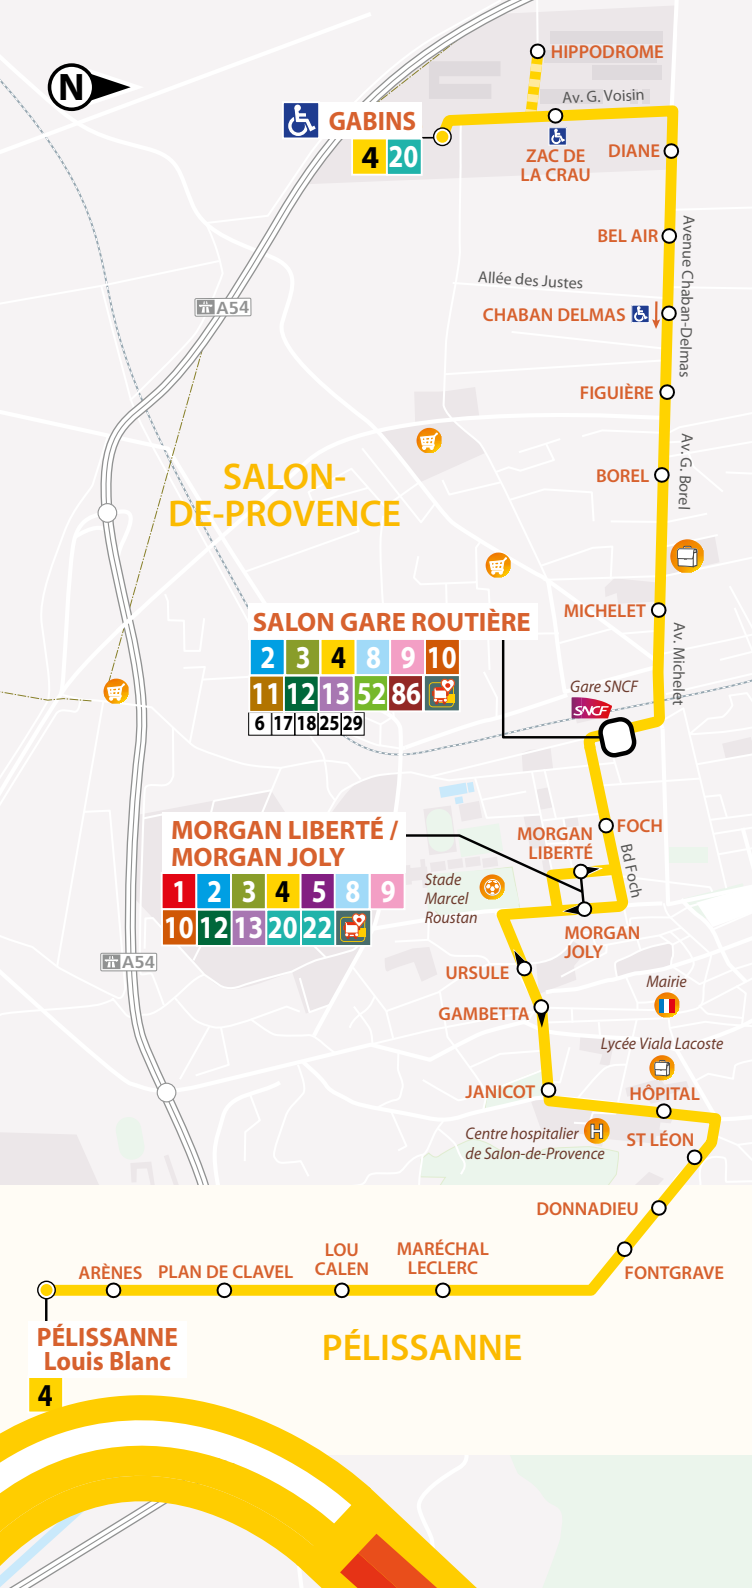 HIPPODROME
N
Av. G. Voisin
GABINS
4 20
ZAC DE
LA CRAU
DIANE
BEL AIR
Avenue Chaban-Delmas
Allée des Justes
A54
CHABAN DELMAS
FIGUIÈRE
Av. G. Borel
BOREL
SALON-
DE-PROVENCE
MICHELET
Av. Michelet
SALON GARE ROUTIÈRE
2 3 4 8 9 10
11 12 13 52 86
6 17 18 25 29
Gare SNCF
SNCF
FOCH
Bd Foch
MORGAN
LIBERTÉ
MORGAN LIBERTÉ /
MORGAN JOLY
1 2 3 4 5 8 9
10 12 13 20 22
Stade
Marcel
Roustan
MORGAN
JOLY
A54
URSULE
GAMBETTA
Mairie
Lycée Viala Lacoste
JANICOT
HÔPITAL
Centre hospitalier
de Salon-de-Provence
H
ST LÉON
DONNADIEU
FONTGRAVE
MARÉCHAL
LECLERC
LOU
CALEN
PLAN DE CLAVEL
ARÈNES
PÉLISSANNE
Louis Blanc
4
PÉLISSANNE